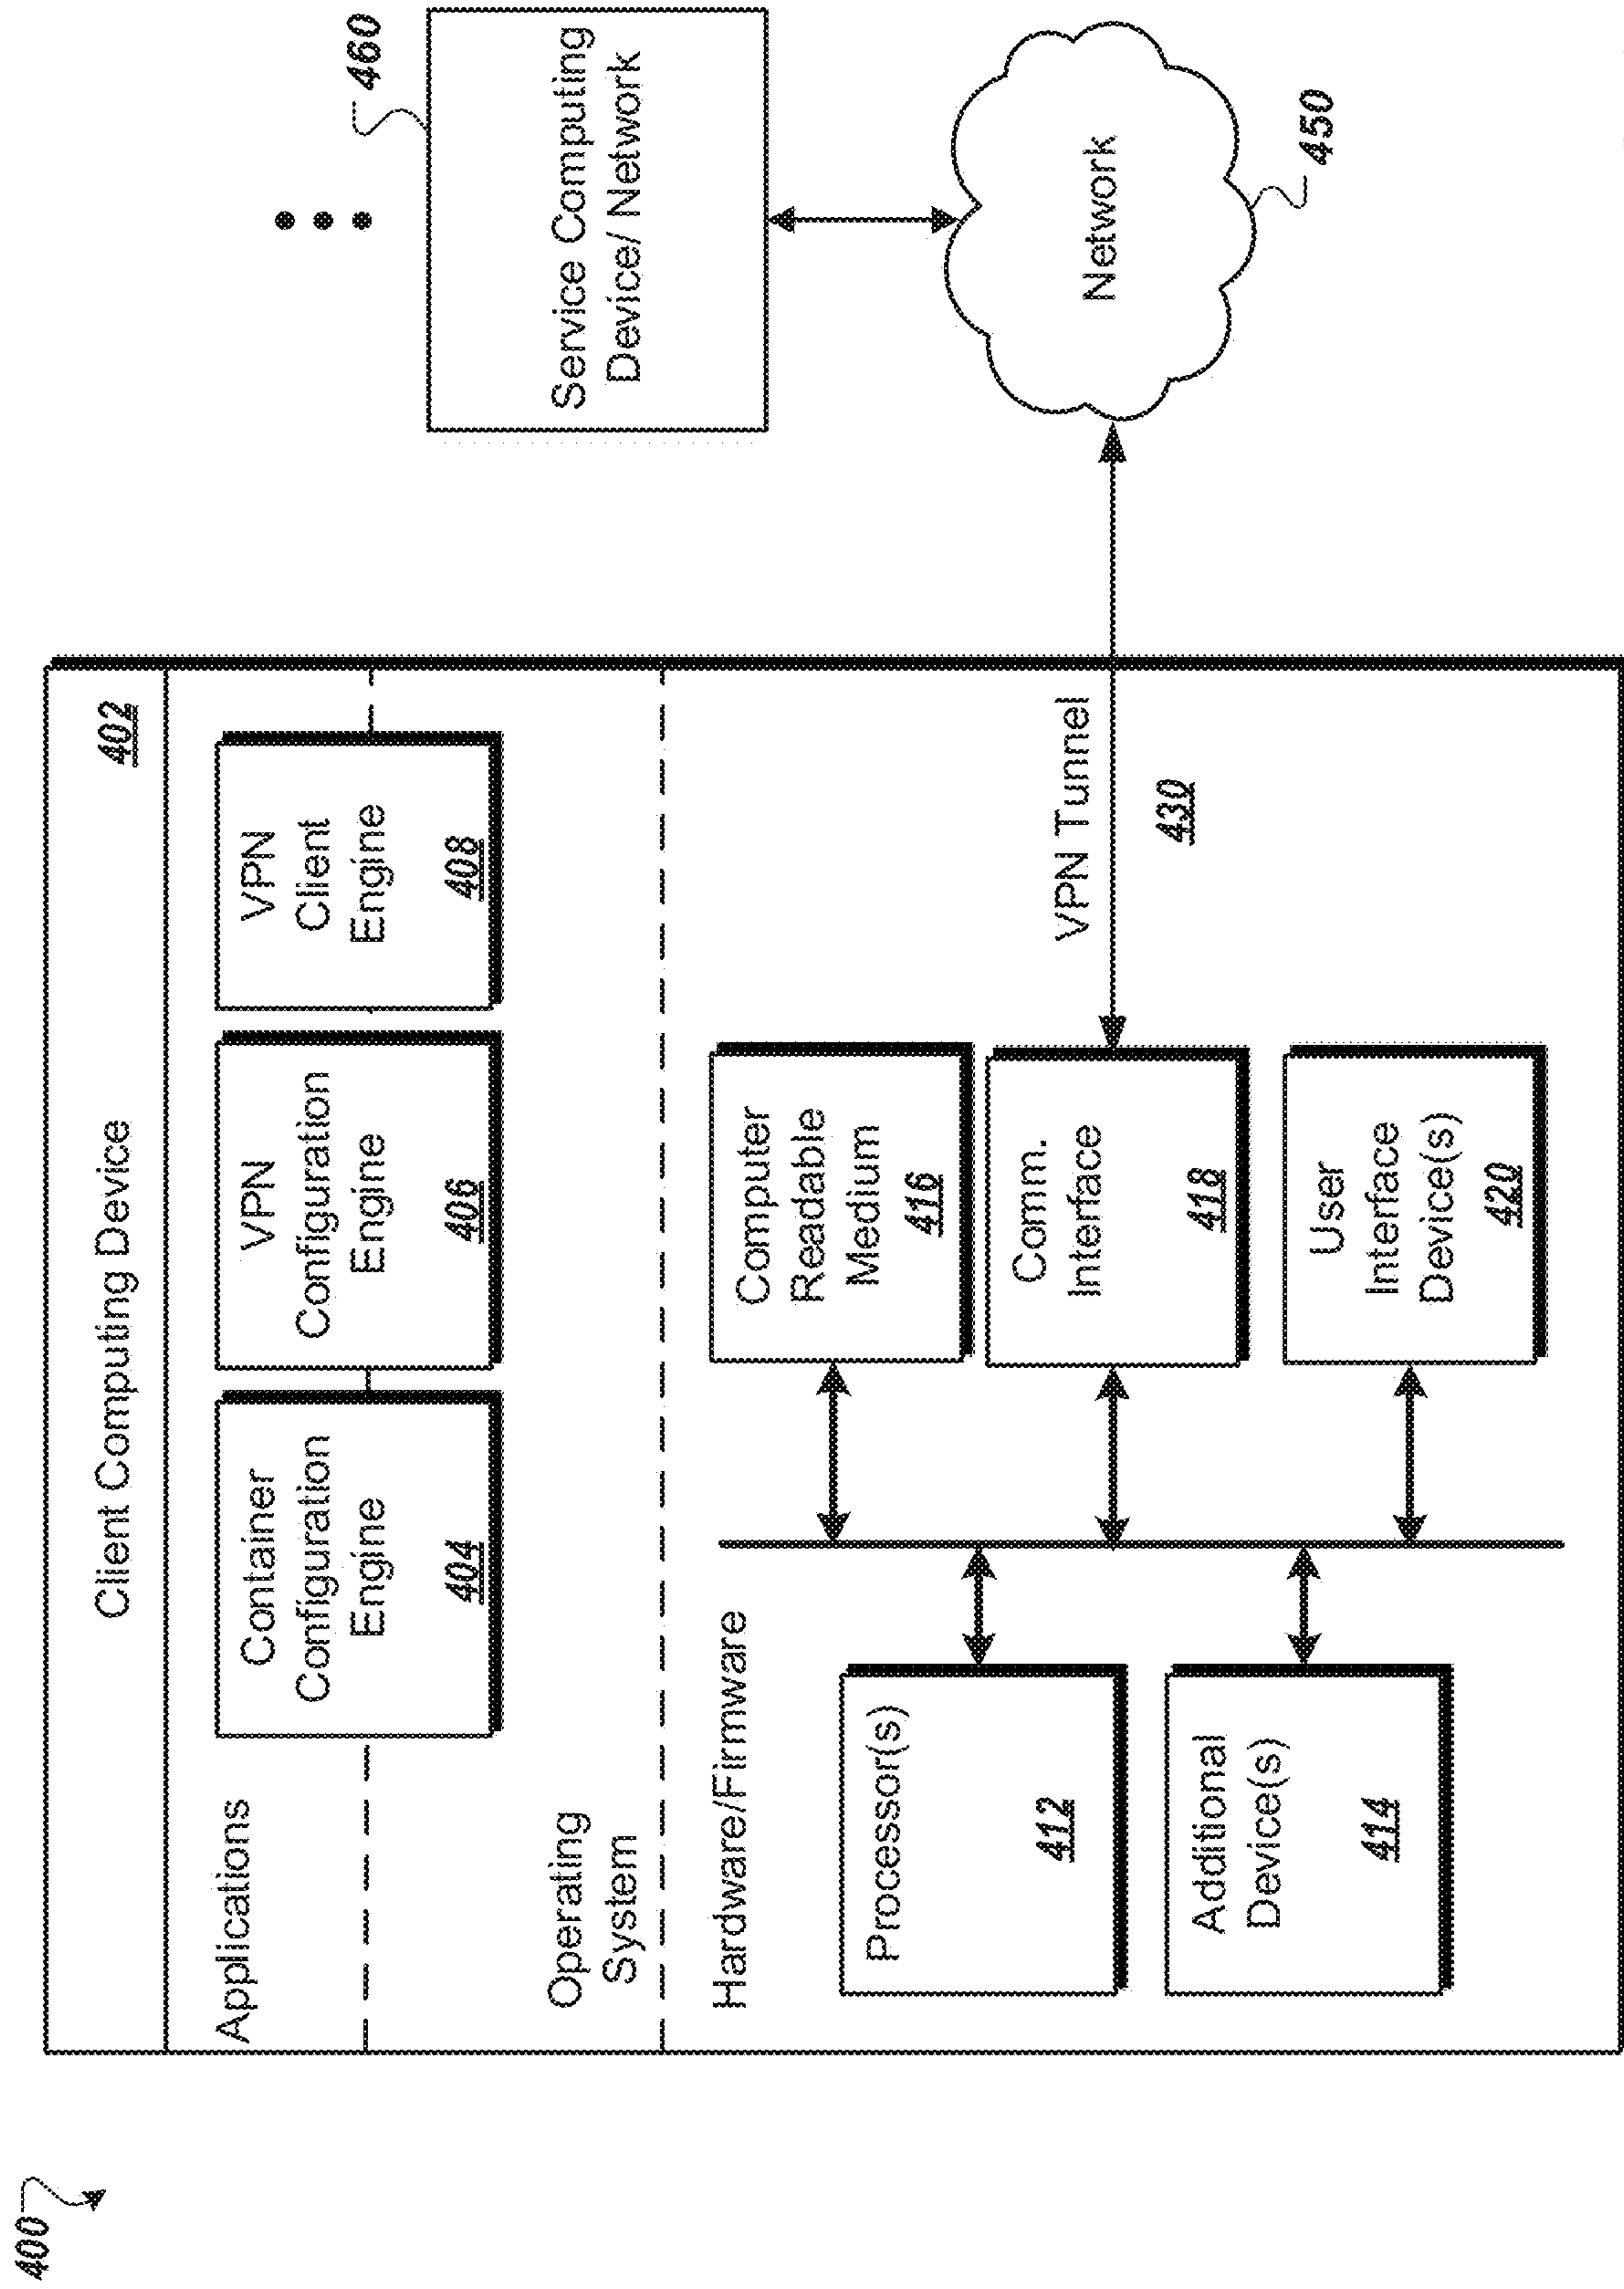 400
Client Computing Device
402
Applications
Container
Configuration
Engine
404
VPN
Configuration
Engine
406
VPN
Client
Engine
408
Operating
System
Hardware/Firmware
Processor(s)
412
Additional
Device(s)
414
Computer
Readable
Medium
416
Comm.
Interface
418
User
Interface
Device(s)
420
VPN Tunnel
430
460
Service Computing
Device/ Network
Network
450